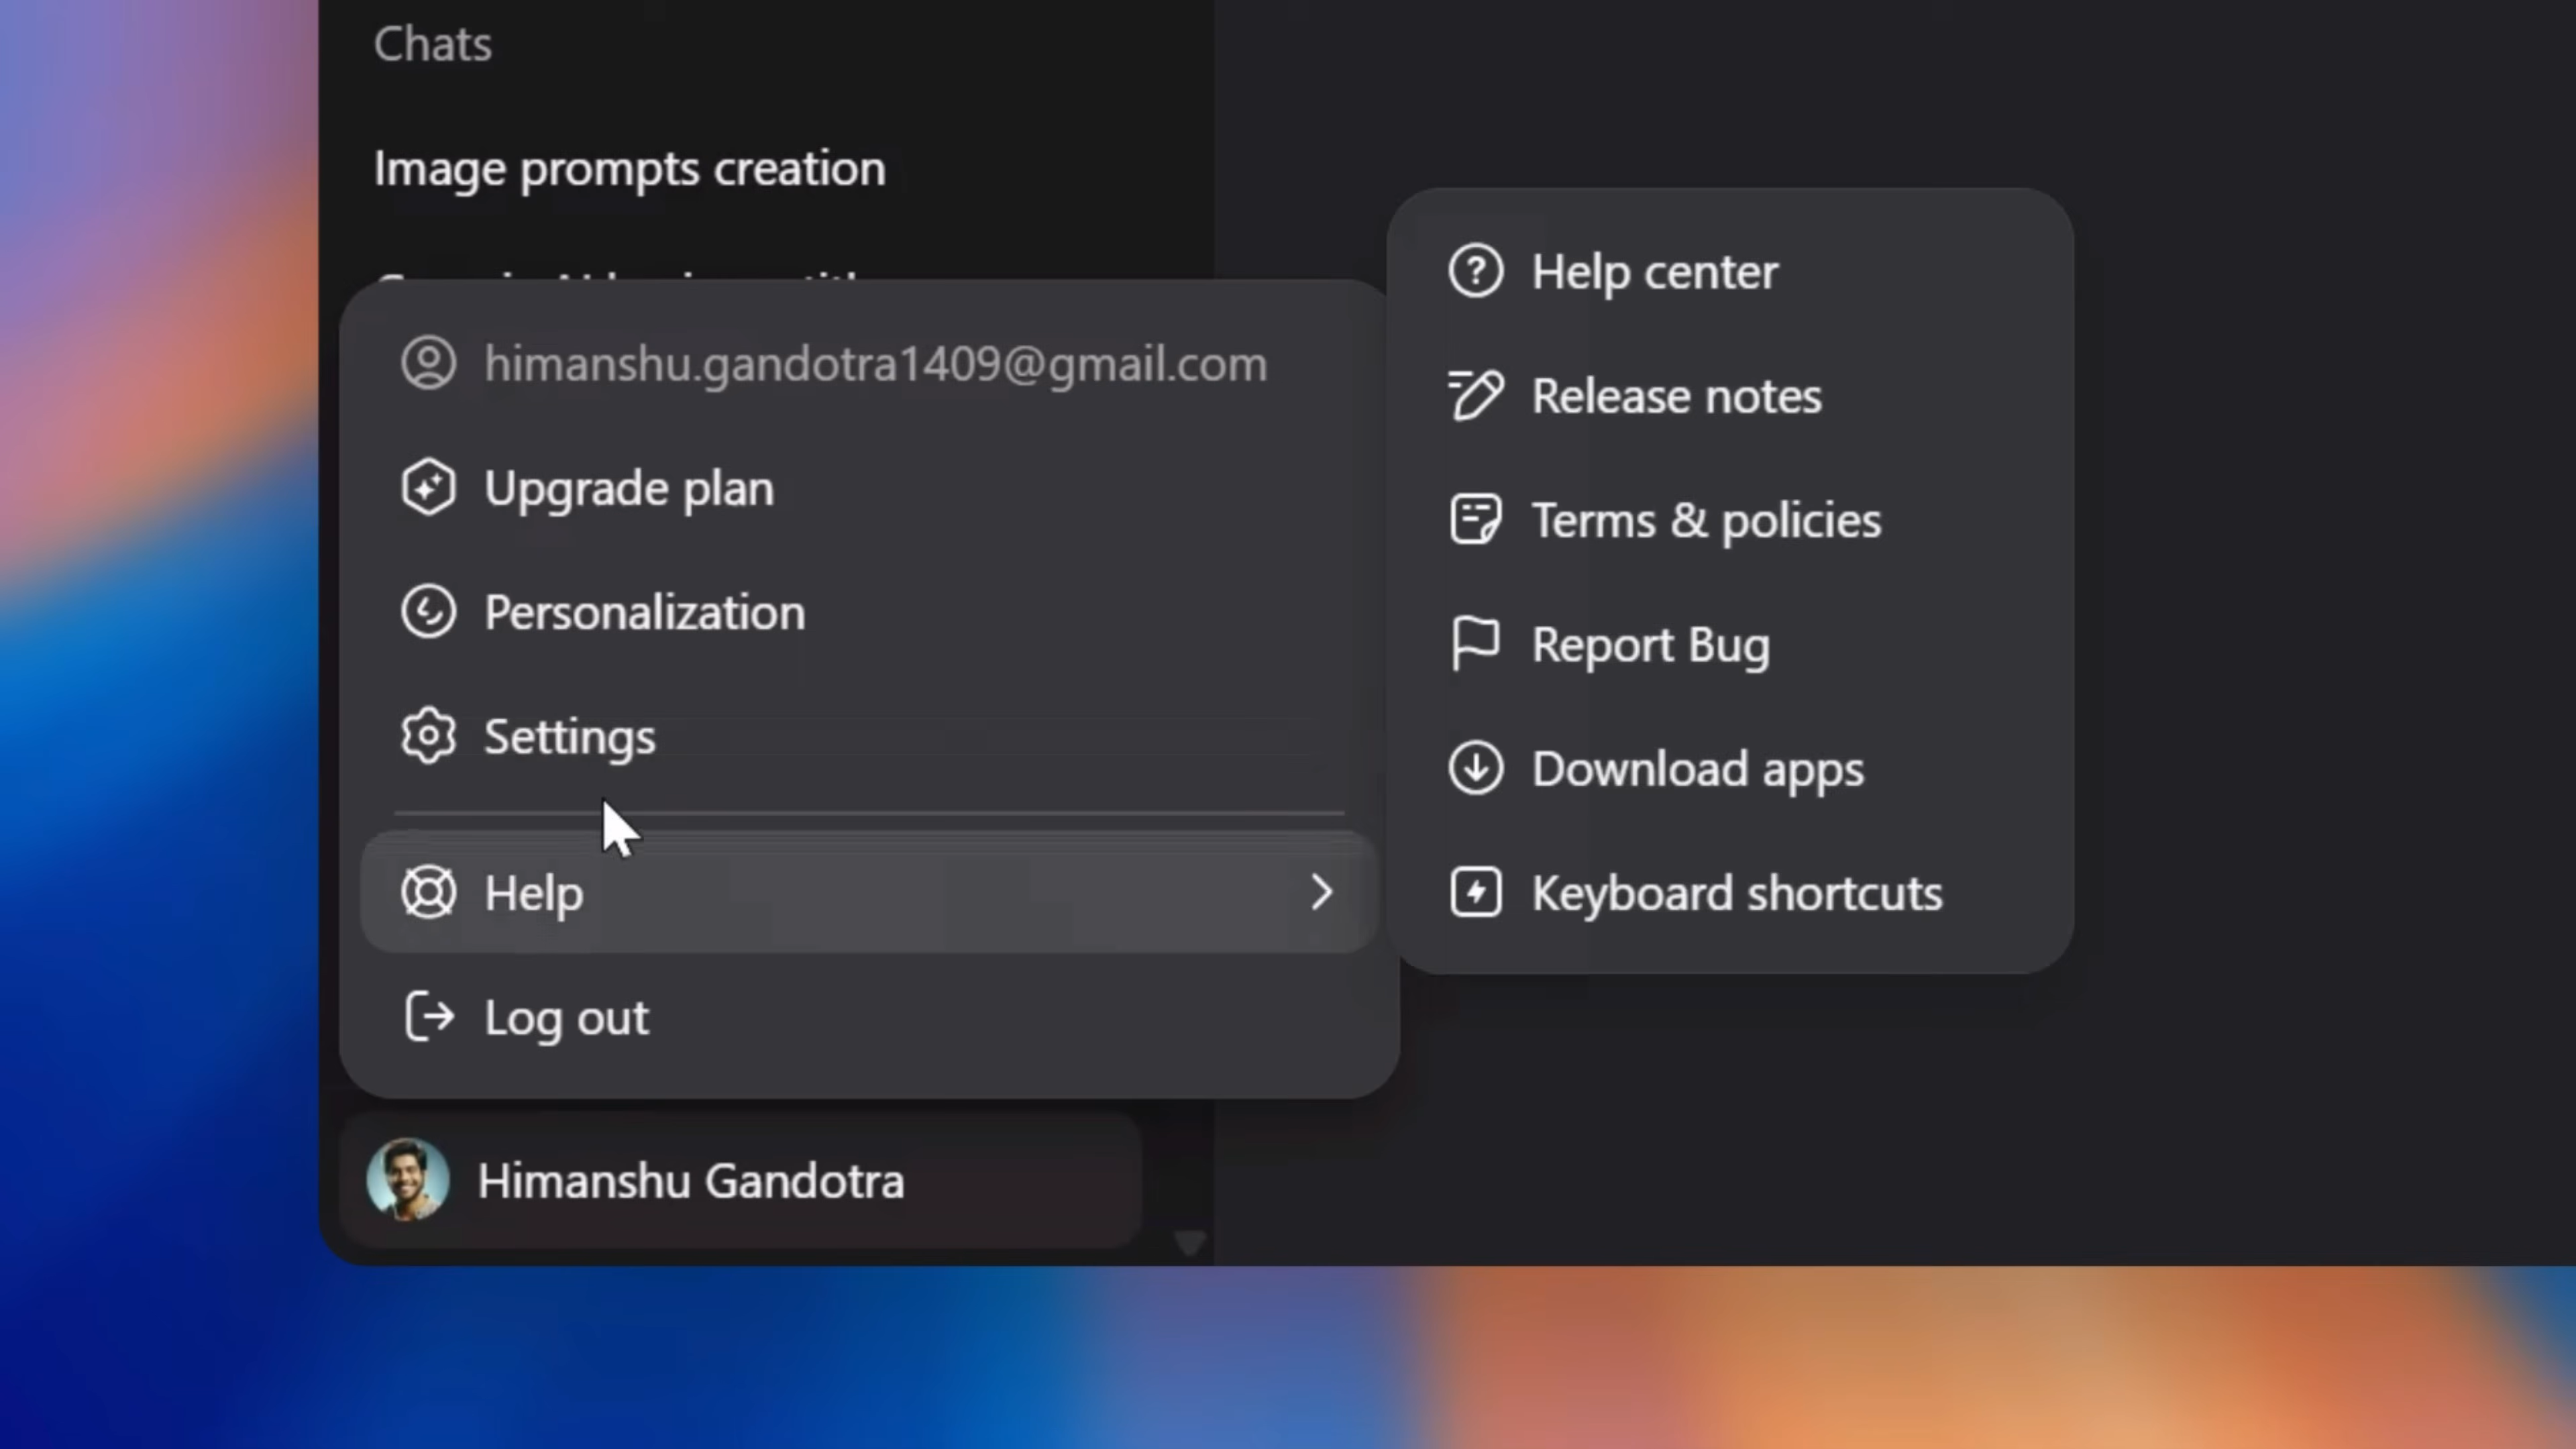 Chats
Image prompts creation
himanshu.gandotra1409@gmail.com
Upgrade plan
Personalization
Settings
Help
Log out
Himanshu Gandotra
Help center
Release notes
Terms & policies
Report Bug
Download apps
Keyboard shortcuts